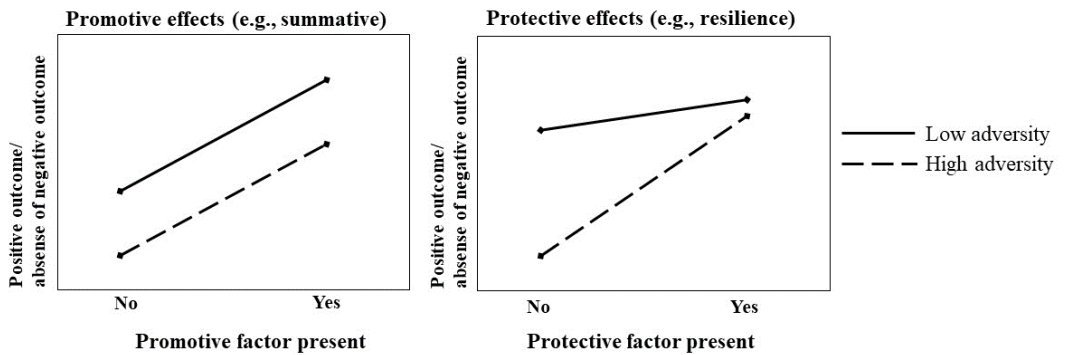 Promotive effects (e.g., summative)
Positive outcome/
absense of negative outcome
No
Yes
Promotive factor present
Protective effects (e.g., resilience)
Positive outcome/
absense of negative outcome
No
Yes
Protective factor present
Low adversity
High adversity